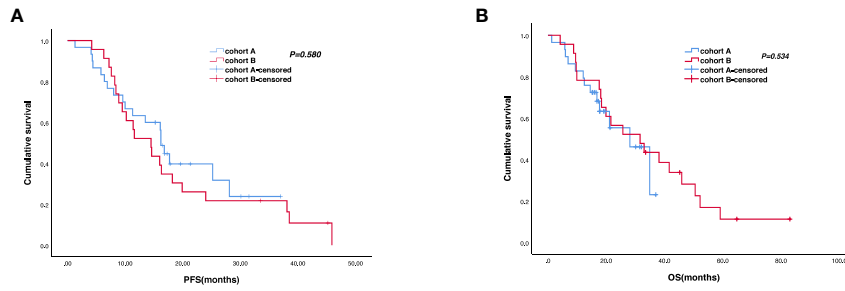 A
cohort A
cohort B
cohort A-censored
cohort B-censored
P=0.580
Cumulative survival
1,0
0,8
0,6
0,4
0,2
0,0
,00
10,00
20,00
30,00
40,00
50,00
PFS(months)
B
cohort A
cohort B
cohort A-censored
cohort B-censored
P=0.534
Cumulative survival
1,0
0,8
0,6
0,4
0,2
0,0
,0
20,0
40,0
60,0
80,0
100,0
OS(months)